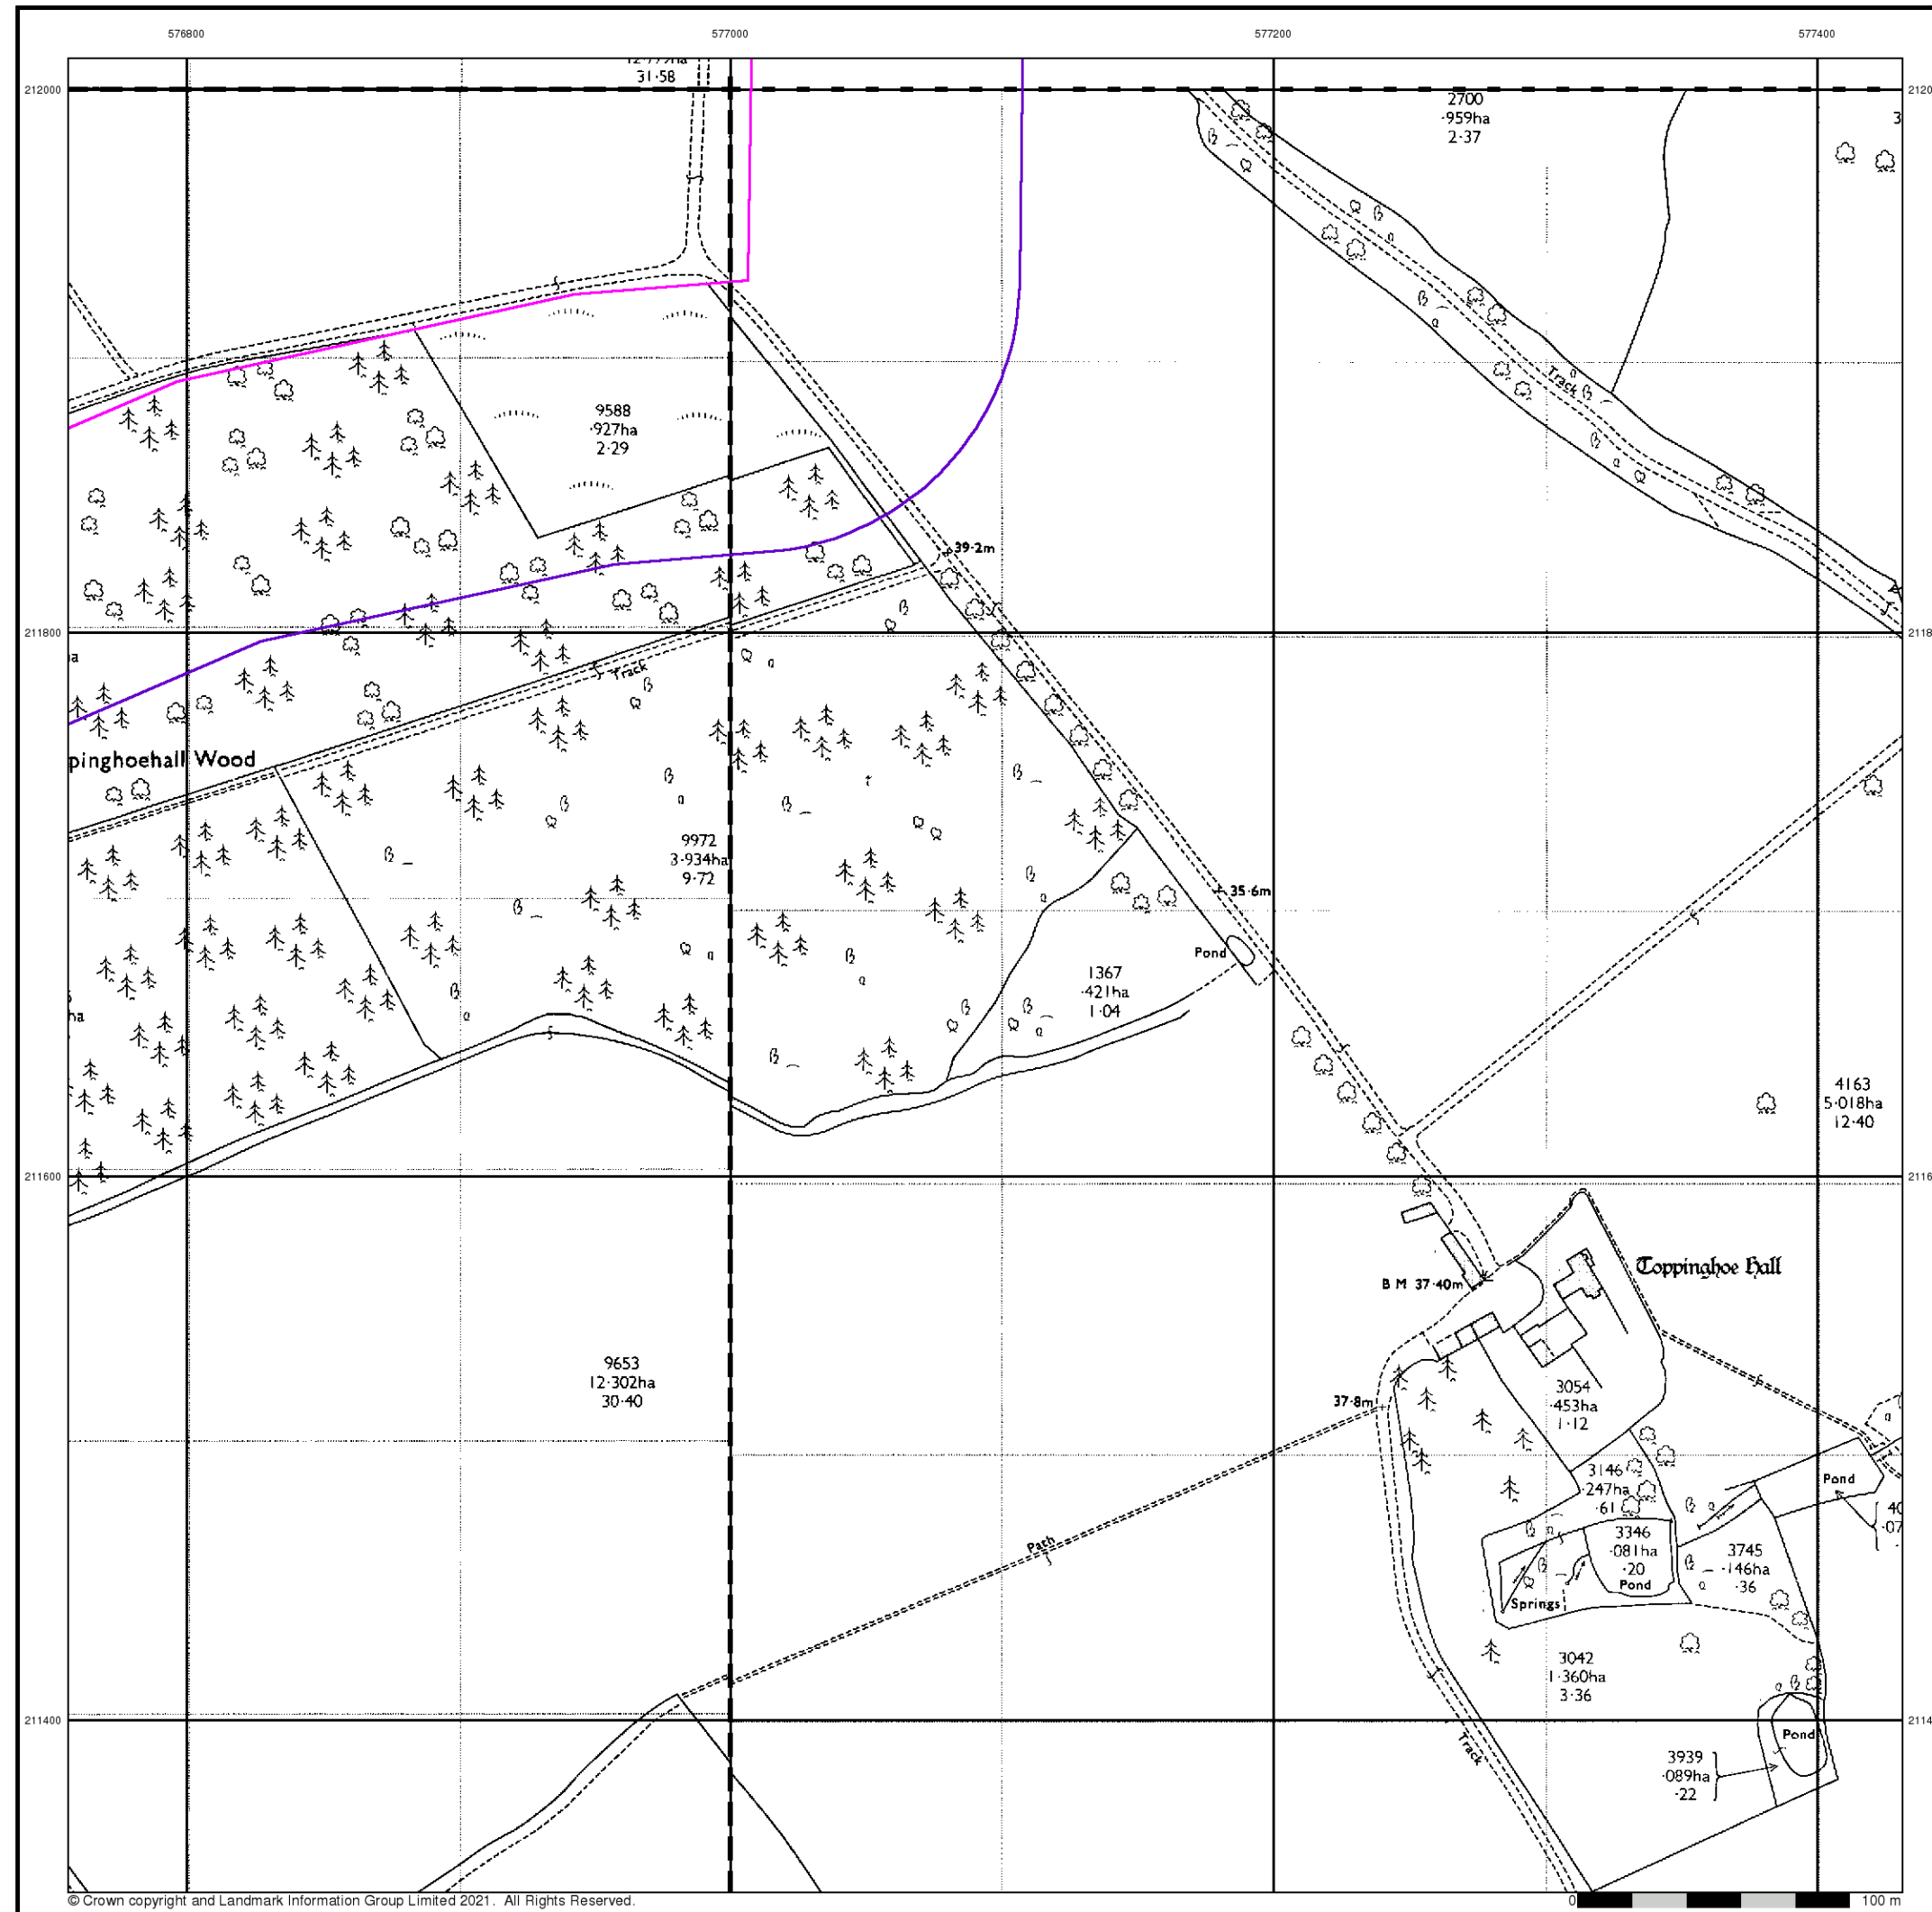 576800
577000
577200
577400
212000
31·58
2700
·959ha
2·37
3
Track
9588
·927ha
2·29
39·2m
211800
Track
pinghoehall Wood
9972
3·934ha
9·72
35·6m
Pond
1367
·421ha
1·04
ha
4163
5·018ha
12·40
211600
Toppinghoe Hall
B M 37·40m
9653
12·302ha
30·40
37·8m
3054
·453ha
1·12
3146
·247ha
·61
Pond
40
·07
Path
3346
·081ha
·20
Pond
3745
·146ha
·36
Springs
3042
1·360ha
3·36
211400
Track
Pond
3939
·089ha
·22
© Crown copyright and Landmark Information Group Limited 2021. All Rights Reserved.
0
100 m